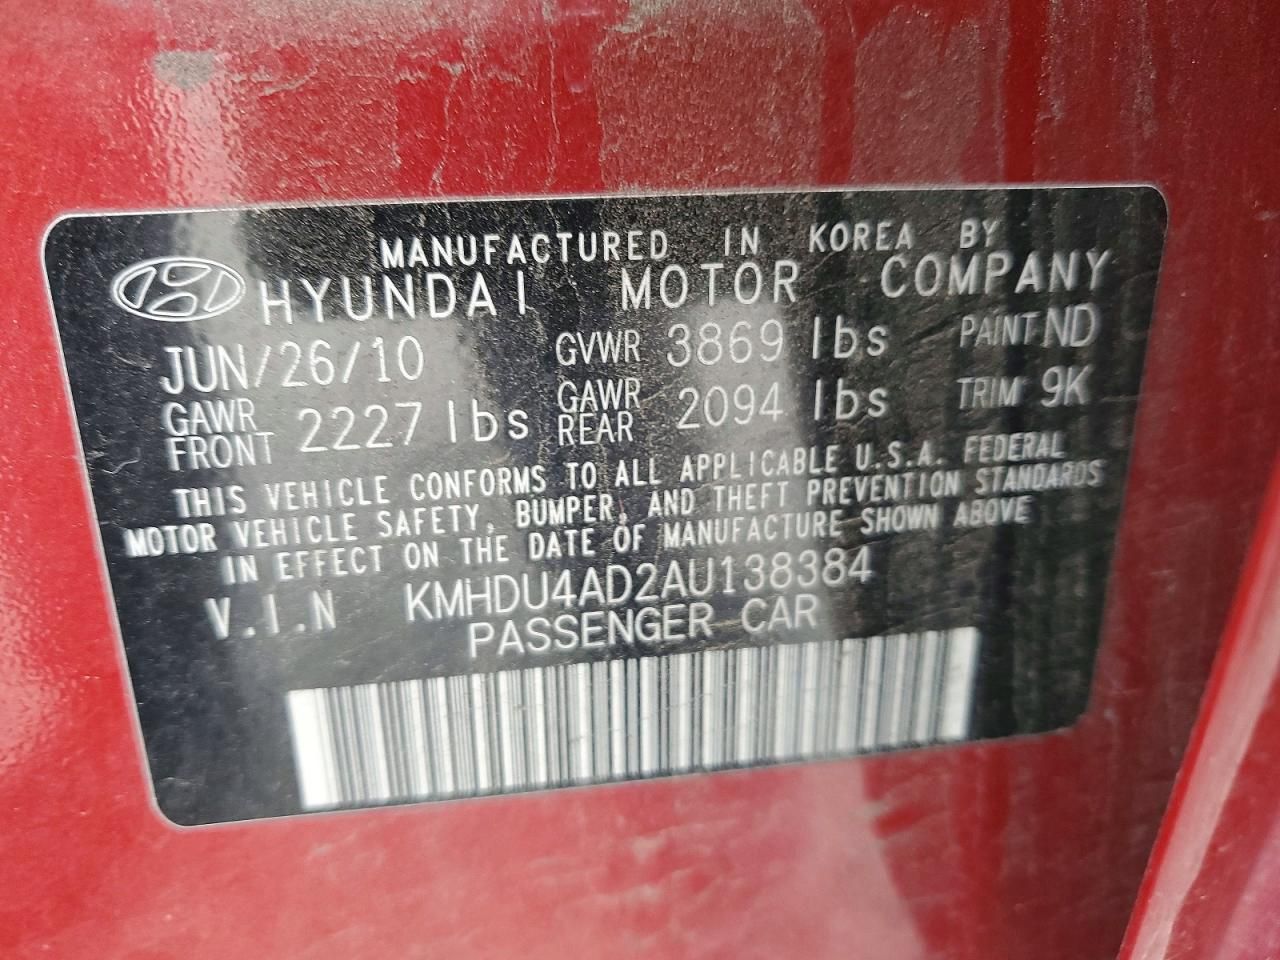 MANUFACTURED IN KOREA BY
HYUNDAI MOTOR COMPANY
JUN/26/10 GVWR 3869 lbs PAINT ND
GAWR FRONT 2227 lbs GAWR REAR 2094 lbs TRIM 9K
THIS VEHICLE CONFORMS TO ALL APPLICABLE U.S.A. FEDERAL
MOTOR VEHICLE SAFETY, BUMPER, AND THEFT PREVENTION STANDARDS
IN EFFECT ON THE DATE OF MANUFACTURE SHOWN ABOVE
V.I.N KMHDU4AD2AU138384
PASSENGER CAR